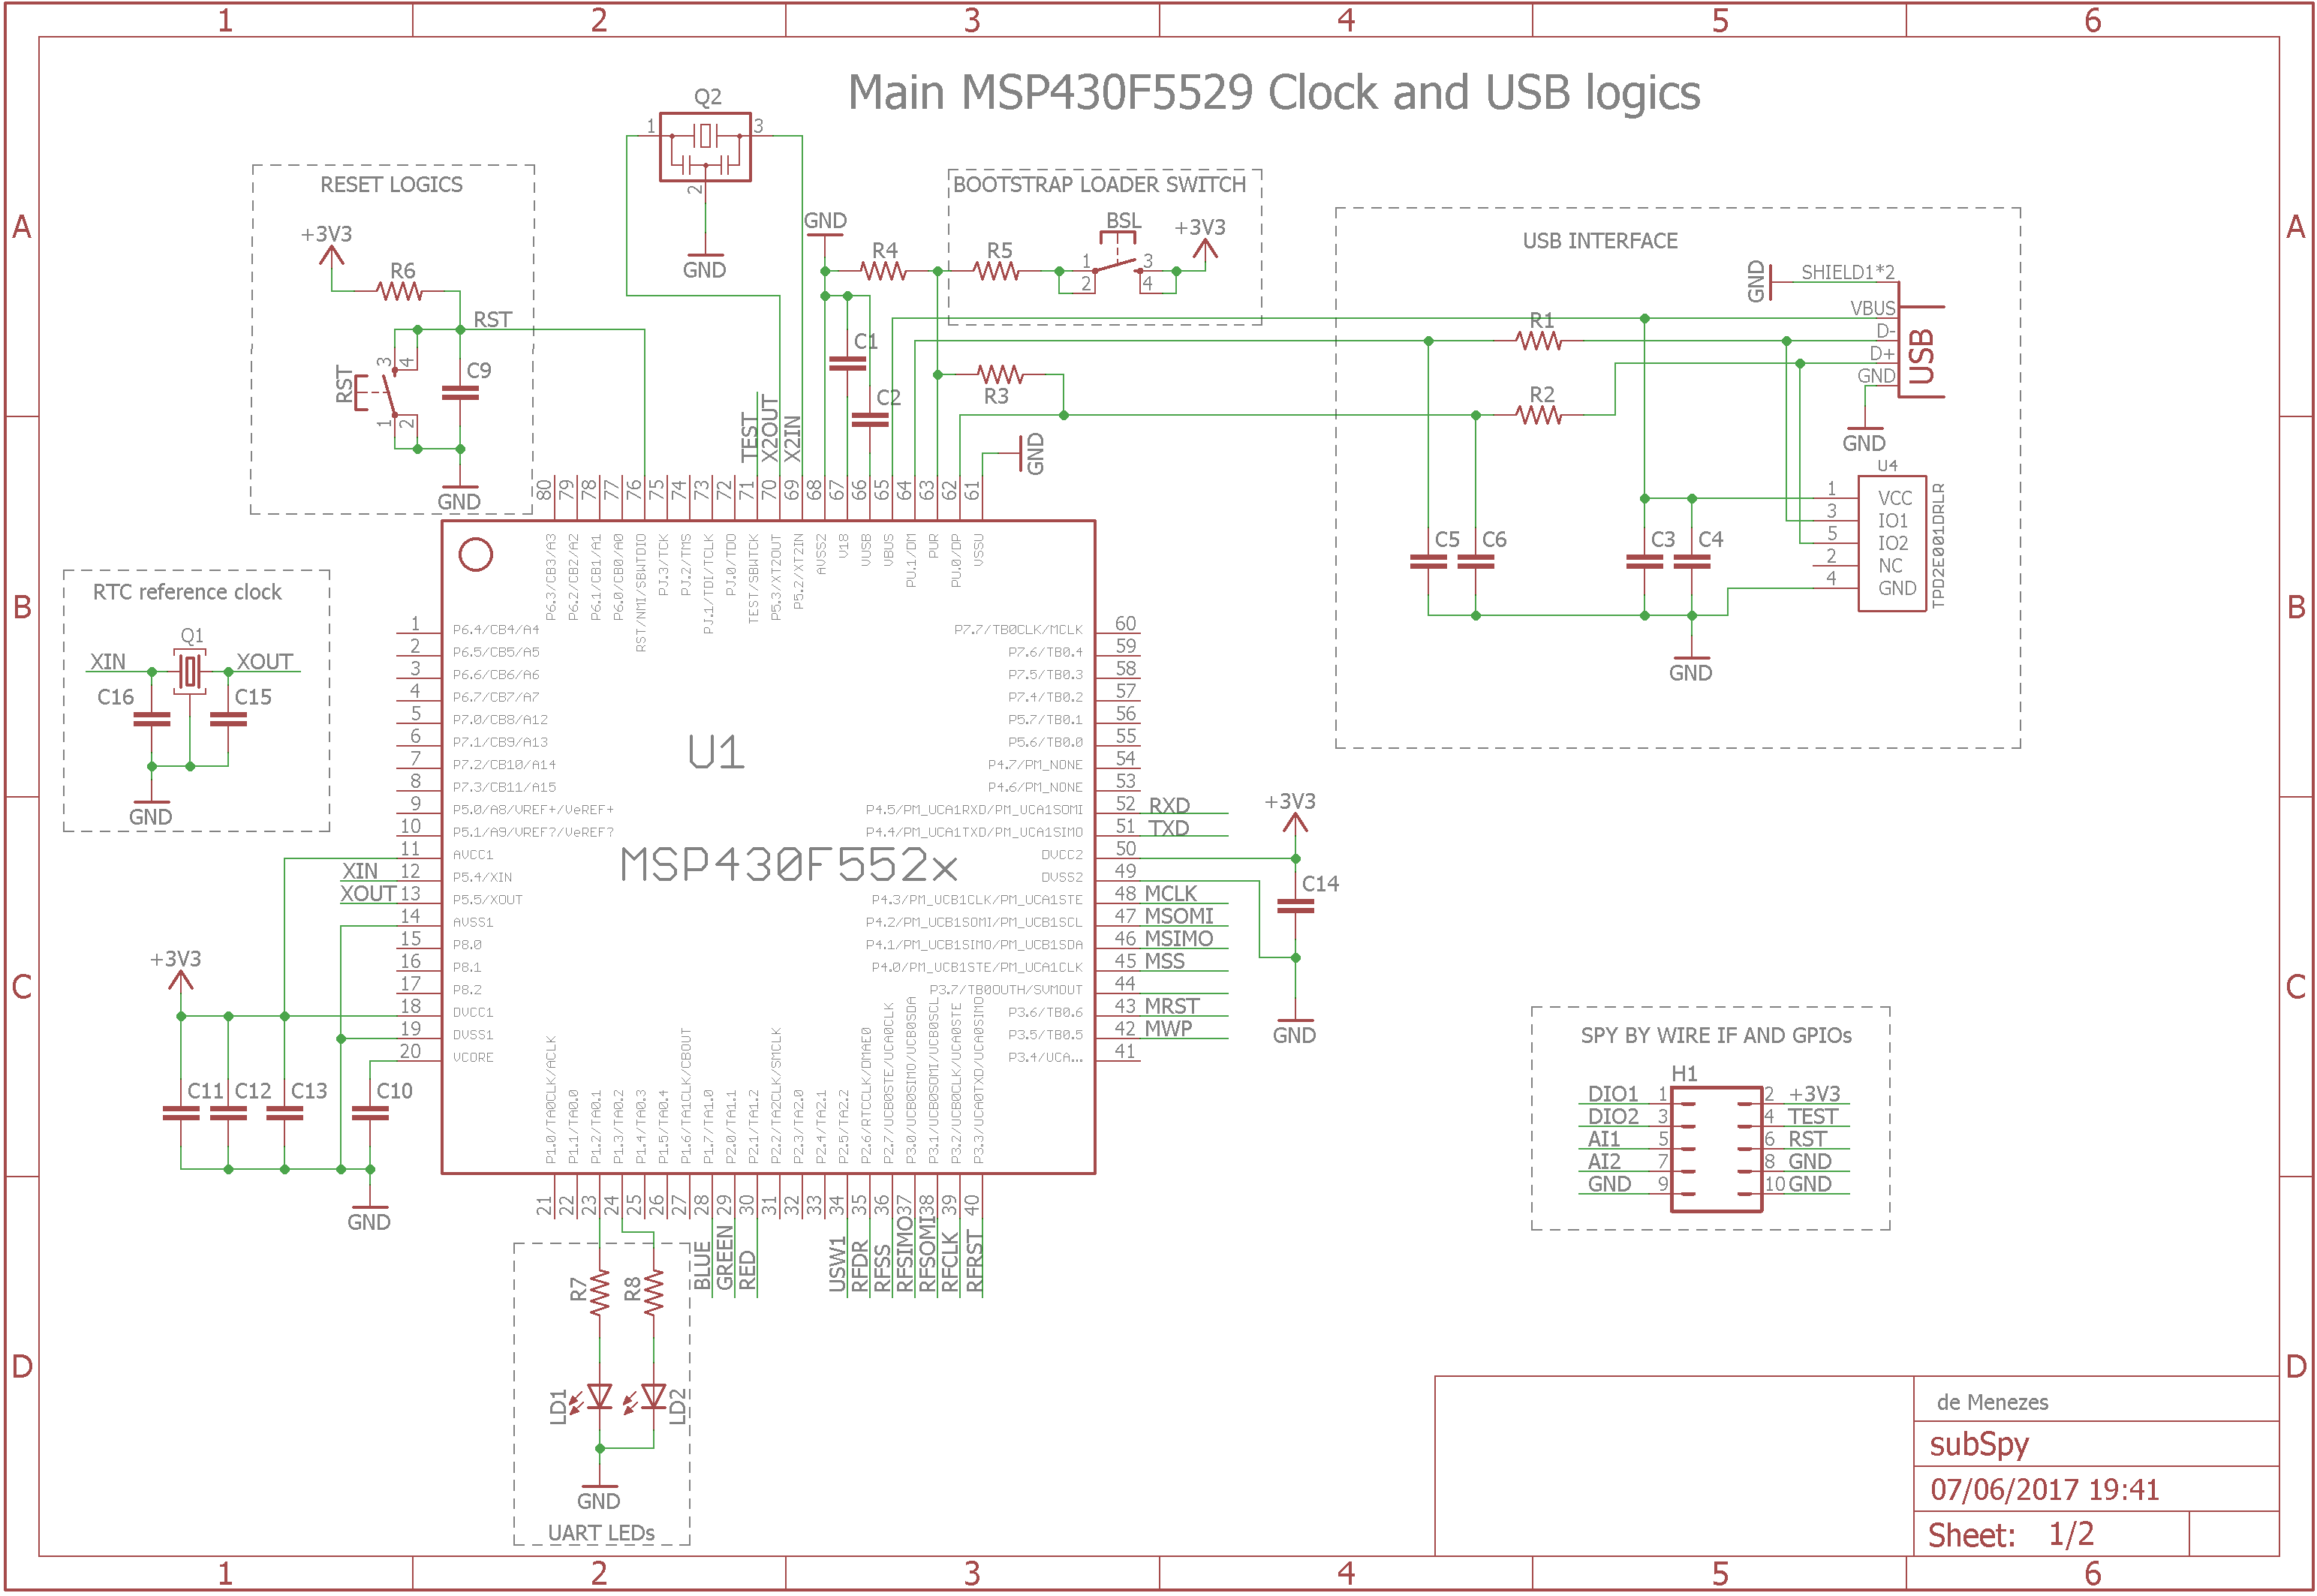 1 2 3 4 5 6
Main MSP430F5529 Clock and USB logics
A
A
B
B
C
C
D
D
Q2
1
3
2
GND
RESET LOGICS
+3V3
R6
RST
RST
3
4
1
2
C9
GND
BOOTSTRAP LOADER SWITCH
GND
R4
R5
BSL
1
2
3
4
+3V3
C1
C2
R3
GND
TEST
X2OUT
X2IN
USB INTERFACE
GND
SHIELD1*2
VBUS
D-
D+
GND
USB
GND
R1
R2
C5
C6
C3
C4
GND
U4
TPD2E001DRLR
1 VCC
3 IO1
5 IO2
2 NC
4 GND
RTC reference clock
Q1
XIN
XOUT
C16
C15
GND
80 79 78 77 76 75 74 73 72 71 70 69 68 67 66 65 64 63 62 61
P6.3/CB3/A3
P6.2/CB2/A2
P6.1/CB1/A1
P6.0/CB0/A0
RST/NMI/SBWTDIO
PJ.3/TCK
PJ.2/TMS
PJ.1/TDI/TCLK
PJ.0/TDO
TEST/SBWTCK
P5.3/XT2OUT
P5.2/XT2IN
AVSS2
V18
VUSB
VBUS
PU.1/DM
PUR
PU.0/DP
VSSU
U1
MSP430F552x
1 P6.4/CB4/A4
2 P6.5/CB5/A5
3 P6.6/CB6/A6
4 P6.7/CB7/A7
5 P7.0/CB8/A12
6 P7.1/CB9/A13
7 P7.2/CB10/A14
8 P7.3/CB11/A15
9 P5.0/A8/VREF+/VeREF+
10 P5.1/A9/VREF?/VeREF?
11 AVCC1
XIN 12 P5.4/XIN
XOUT 13 P5.5/XOUT
14 AVSS1
15 P8.0
16 P8.1
17 P8.2
18 DVCC1
19 DVSS1
20 VCORE
P7.7/TB0CLK/MCLK 60
P7.6/TB0.4 59
P7.5/TB0.3 58
P7.4/TB0.2 57
P5.7/TB0.1 56
P5.6/TB0.0 55
P4.7/PM_NONE 54
P4.6/PM_NONE 53
P4.5/PM_UCA1RXD/PM_UCA1SOMI 52 RXD
P4.4/PM_UCA1TXD/PM_UCA1SIMO 51 TXD
DVCC2 50
DVSS2 49
P4.3/PM_UCB1CLK/PM_UCA1STE 48 MCLK
P4.2/PM_UCB1SOMI/PM_UCB1SCL 47 MSOMI
P4.1/PM_UCB1SIMO/PM_UCB1SDA 46 MSIMO
P4.0/PM_UCB1STE/PM_UCA1CLK 45 MSS
P3.7/TB0OUTH/SVMOUT 44
P3.6/TB0.6 43 MRST
P3.5/TB0.5 42 MWP
P3.4/UCA... 41
+3V3
C14
GND
+3V3
C11
C12
C13
C10
GND
P1.0/TA0CLK/ACLK
P1.1/TA0.0
P1.2/TA0.1
P1.3/TA0.2
P1.4/TA0.3
P1.5/TA0.4
P1.6/TA1CLK/CBOUT
P1.7/TA1.0
P2.0/TA1.1
P2.1/TA1.2
P2.2/TA2CLK/SMCLK
P2.3/TA2.0
P2.4/TA2.1
P2.5/TA2.2
P2.6/RTCCLK/DMAE0
P2.7/UCB0STE/UCA0CLK
P3.0/UCB0SIMO/UCB0SDA
P3.1/UCB0SOMI/UCB0SCL
P3.2/UCB0CLK/UCA0STE
P3.3/UCA0TXD/UCA0SIMO
21 22 23 24 25 26 27 28 29 30 31 32 33 34 35 36 37 38 39 40
BLUE
GREEN
RED
USW1
RFDR
RFSS
RFSIMO
RFSOMI
RFCLK
RFRST
R7
R8
LD1
LD2
GND
UART LEDs
SPY BY WIRE IF AND GPIOs
H1
DIO1 1 2 +3V3
DIO2 3 4 TEST
AI1 5 6 RST
AI2 7 8 GND
GND 9 10 GND
de Menezes
subSpy
07/06/2017 19:41
Sheet: 1/2
1 2 3 4 5 6